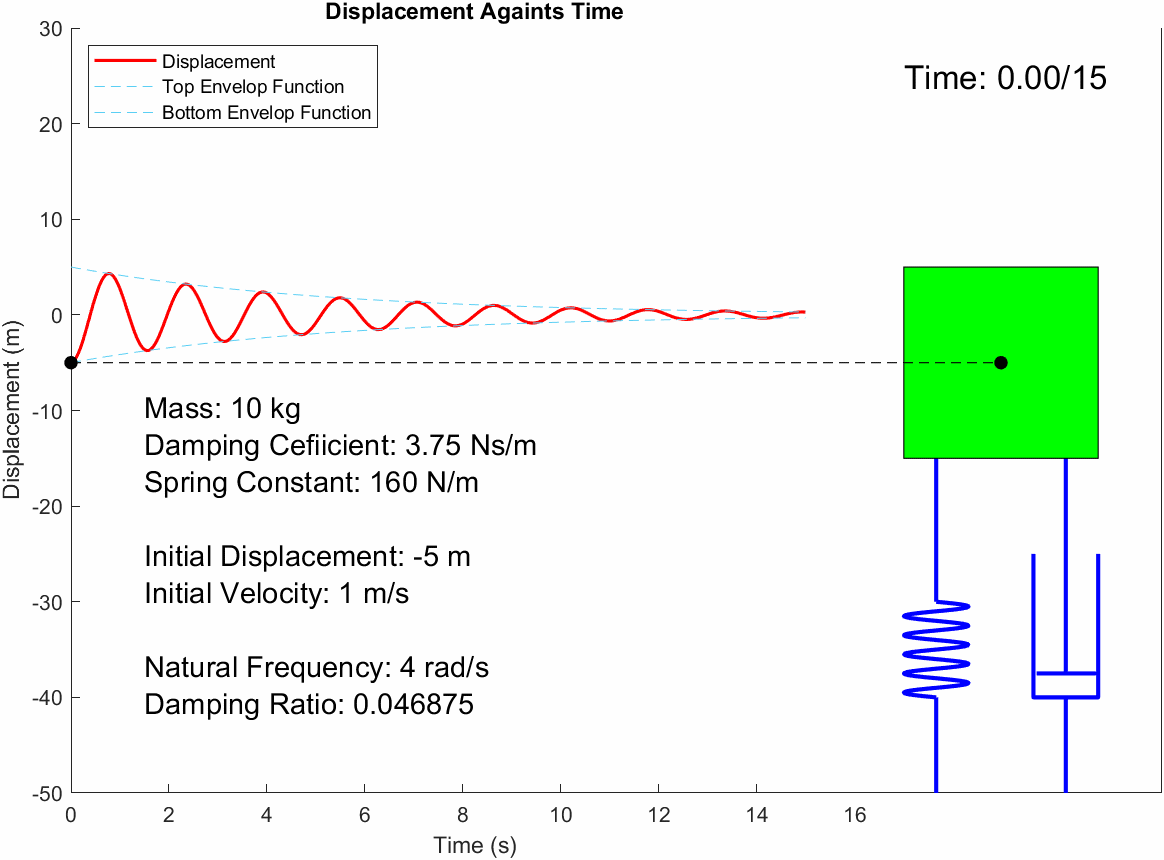 Displacement Againts Time
Displacement
Top Envelop Function
Bottom Envelop Function
Time: 0.00/15
30
20
10
0
-10
-20
-30
-40
-50
Displacement (m)
Mass: 10 kg
Damping Cefiicient: 3.75 Ns/m
Spring Constant: 160 N/m
Initial Displacement: -5 m
Initial Velocity: 1 m/s
Natural Frequency: 4 rad/s
Damping Ratio: 0.046875
0 2 4 6 8 10 12 14 16
Time (s)